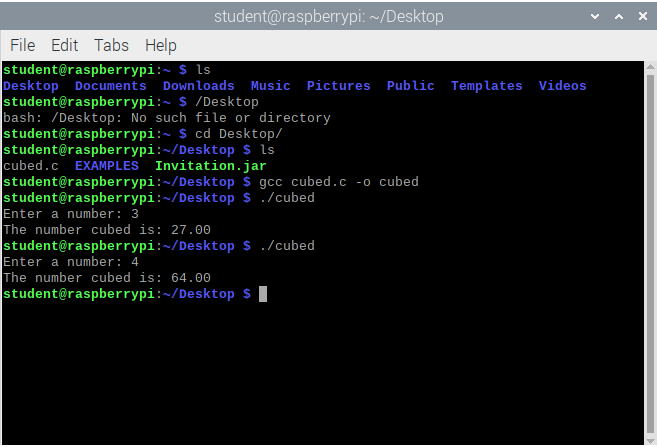 student@raspberrypi: ~/Desktop
File Edit Tabs Help
student@raspberrypi:~ $ ls
Desktop  Documents  Downloads  Music  Pictures  Public  Templates  Videos
student@raspberrypi:~ $ /Desktop
bash: /Desktop: No such file or directory
student@raspberrypi:~ $ cd Desktop/
student@raspberrypi:~/Desktop $ ls
cubed.c  EXAMPLES  Invitation.jar
student@raspberrypi:~/Desktop $ gcc cubed.c -o cubed
student@raspberrypi:~/Desktop $ ./cubed
Enter a number: 3
The number cubed is: 27.00
student@raspberrypi:~/Desktop $ ./cubed
Enter a number: 4
The number cubed is: 64.00
student@raspberrypi:~/Desktop $